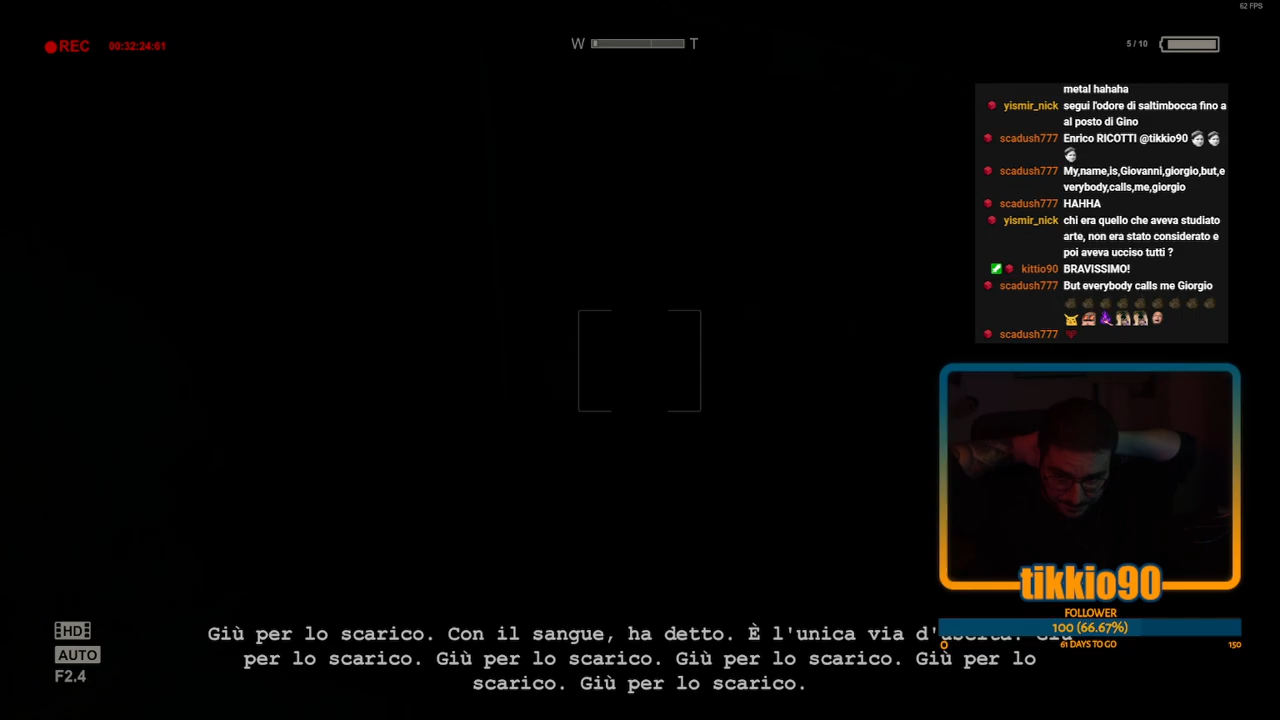 62 FPS
REC 00:32:24:61
W T
5 / 10
metal hahaha
yismir_nick segui l'odore di saltimbocca fino a
al posto di Gino
scadush777 Enrico RICOTTI @tikkio90
scadush777 My,name,is,Giovanni,giorgio,but,e
verybody,calls,me,giorgio
scadush777 HAHHA
yismir_nick chi era quello che aveva studiato
arte, non era stato considerato e
poi aveva ucciso tutti ?
kittio90 BRAVISSIMO!
scadush777 But everybody calls me Giorgio
scadush777
tikkio90
FOLLOWER
100 (66.67%)
0 61 DAYS TO GO 150
HD
AUTO
F2.4
Giù per lo scarico. Con il sangue, ha detto. È l'unica via d'uscita. Giù
per lo scarico. Giù per lo scarico. Giù per lo scarico. Giù per lo
scarico. Giù per lo scarico.